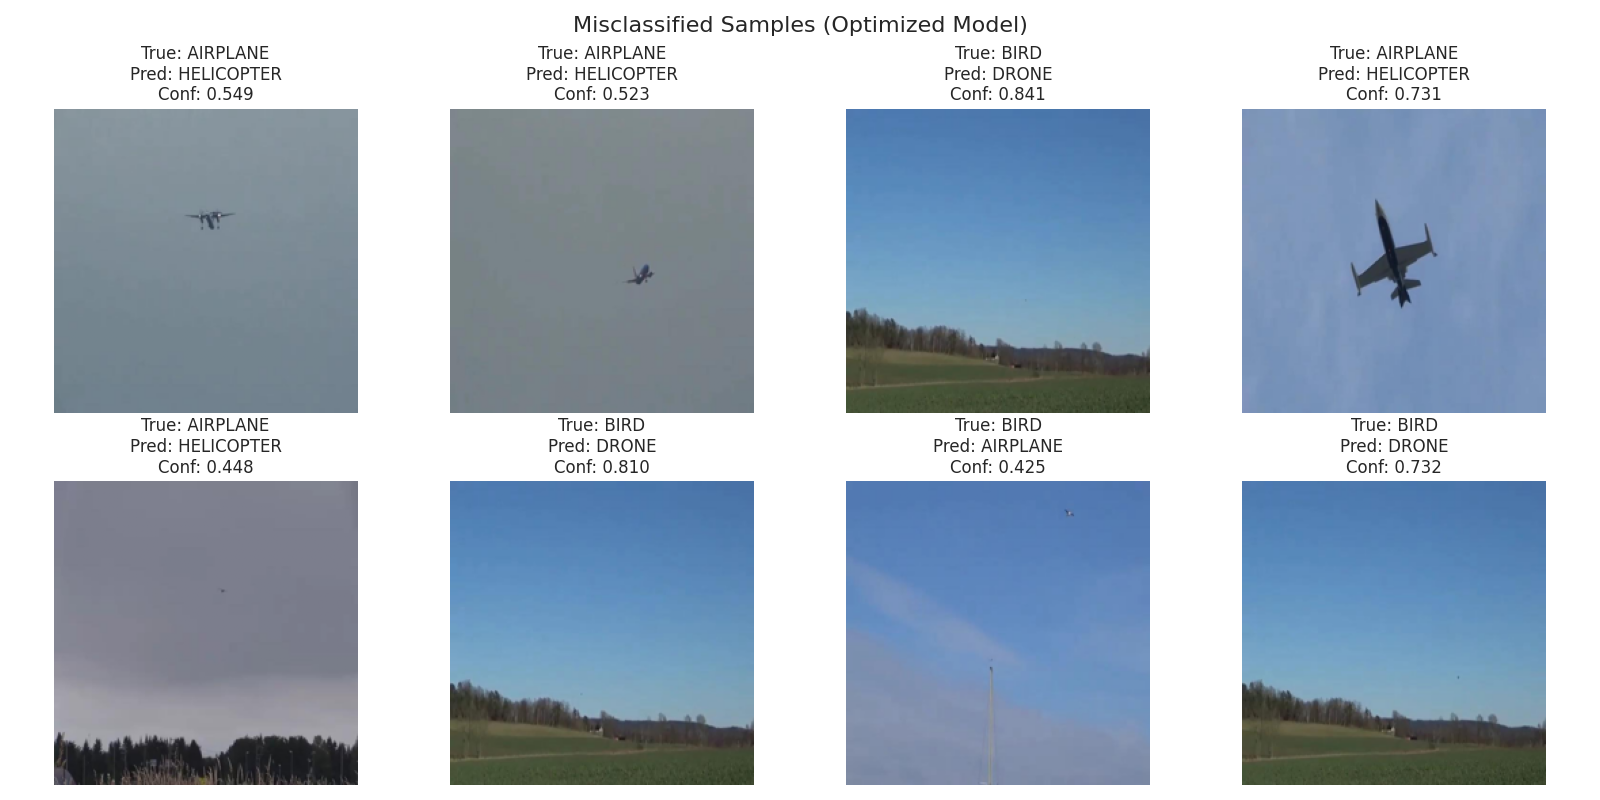 Misclassified Samples (Optimized Model)
True: AIRPLANE
Pred: HELICOPTER
Conf: 0.549
True: AIRPLANE
Pred: HELICOPTER
Conf: 0.523
True: BIRD
Pred: DRONE
Conf: 0.841
True: AIRPLANE
Pred: HELICOPTER
Conf: 0.731
True: AIRPLANE
Pred: HELICOPTER
Conf: 0.448
True: BIRD
Pred: DRONE
Conf: 0.810
True: BIRD
Pred: AIRPLANE
Conf: 0.425
True: BIRD
Pred: DRONE
Conf: 0.732